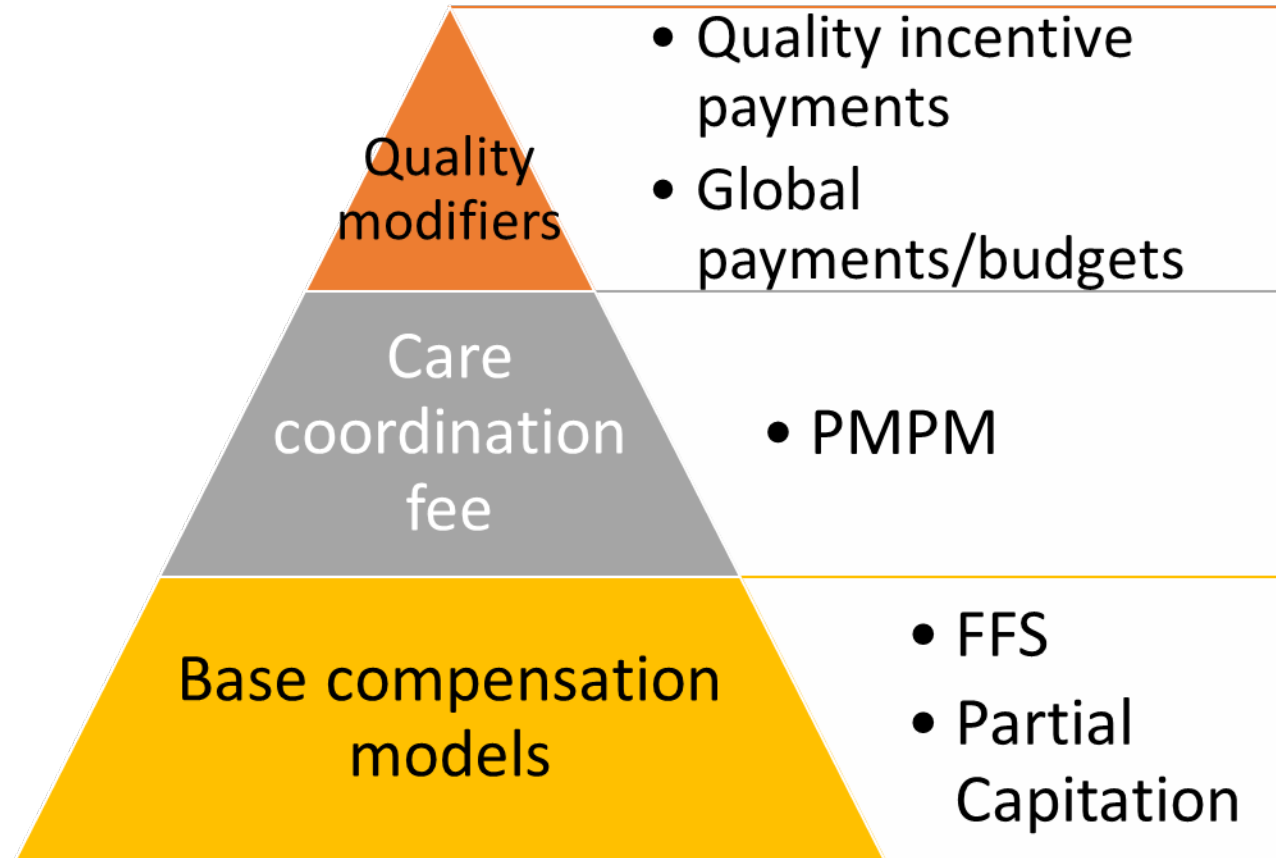 Quality
modifiers
• Quality incentive
payments
• Global
payments/budgets
Care
coordination
fee
• PMPM
Base compensation
models
• FFS
• Partial
Capitation